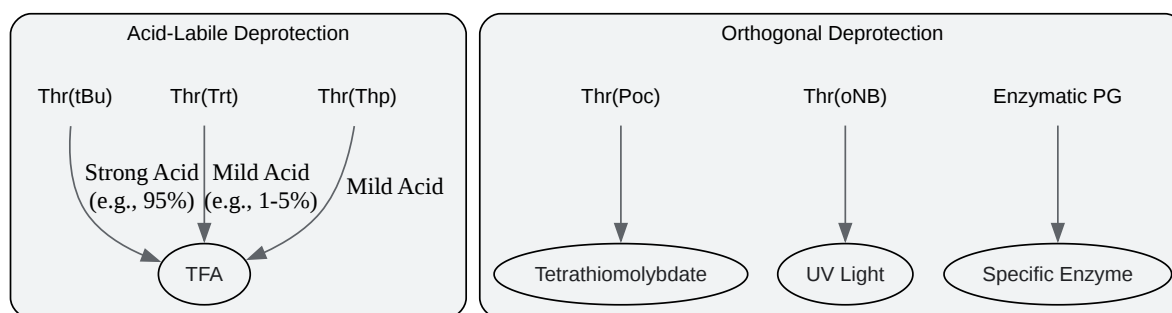 Acid-Labile Deprotection
Thr(tBu)
Thr(Trt)
Thr(Thp)
Strong Acid
(e.g., 95%)
Mild Acid
(e.g., 1-5%)
Mild Acid
TFA
Orthogonal Deprotection
Thr(Poc)
Thr(oNB)
Enzymatic PG
Tetrathiomolybdate
UV Light
Specific Enzyme